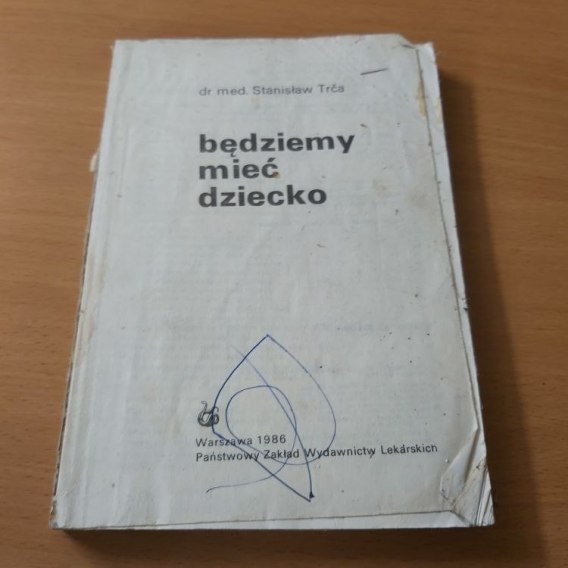 dr med. Stanisław Trča
będziemy
mieć
dziecko
Warszawa 1986
Państwowy Zakład Wydawnictw Lekarskich